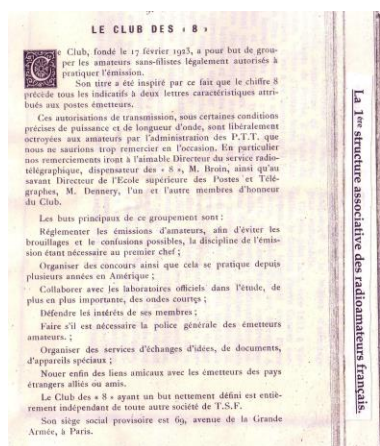 LE CLUB DES « 8 »
Ce Club, fondé le 17 février 1923, a pour but de grou-
per les amateurs sans-filistes légalement autorisés à
pratiquer l'émission.
Son titre a été inspiré par ce fait que le chiffre 8
précède tous les indicatifs à deux lettres caractéristiques attri-
bués aux postes émetteurs.
Ces autorisations de transmission, sous certaines conditions
précises de puissance et de longueur d'onde, sont libéralement
octroyées aux amateurs par l'administration des P.T.T. que
nous ne saurions trop remercier en l'occasion. En particulier
nos remerciements iront à l'aimable Directeur du service radio-
télégraphique, dispensateur des « 8 », M. Broin, ainsi qu'au
savant Directeur de l'Ecole supérieure des Postes et Télé-
graphes, M. Dennery, l'un et l'autre membres d'honneur
du Club.
Les buts principaux de ce groupement sont :
Réglementer les émissions d'amateurs, afin d'éviter les
brouillages et le confusions possibles, la discipline de l'émis-
sion étant nécessaire au premier chef ;
Organiser des concours ainsi que cela se pratique depuis
plusieurs années en Amérique ;
Collaborer avec les laboratoires officiels dans l'étude, de
plus en plus importante, des ondes courtes ;
Défendre les intérêts de ses membres ;
Faire s'il est nécessaire la police générale des émetteurs
amateurs. ;
Organiser des services d'échanges d'idées, de documents,
d'appareils spéciaux ;
Nouer enfin des liens amicaux avec les émetteurs des pays
étrangers alliés ou amis.
Le Club des « 8 » ayant un but nettement défini est entiè-
rement indépendant de toute autre société de T.S.F.
Son siège social provisoire est 69, avenue de la Grande
Armée, à Paris.
La 1ère structure associative des radioamateurs français.